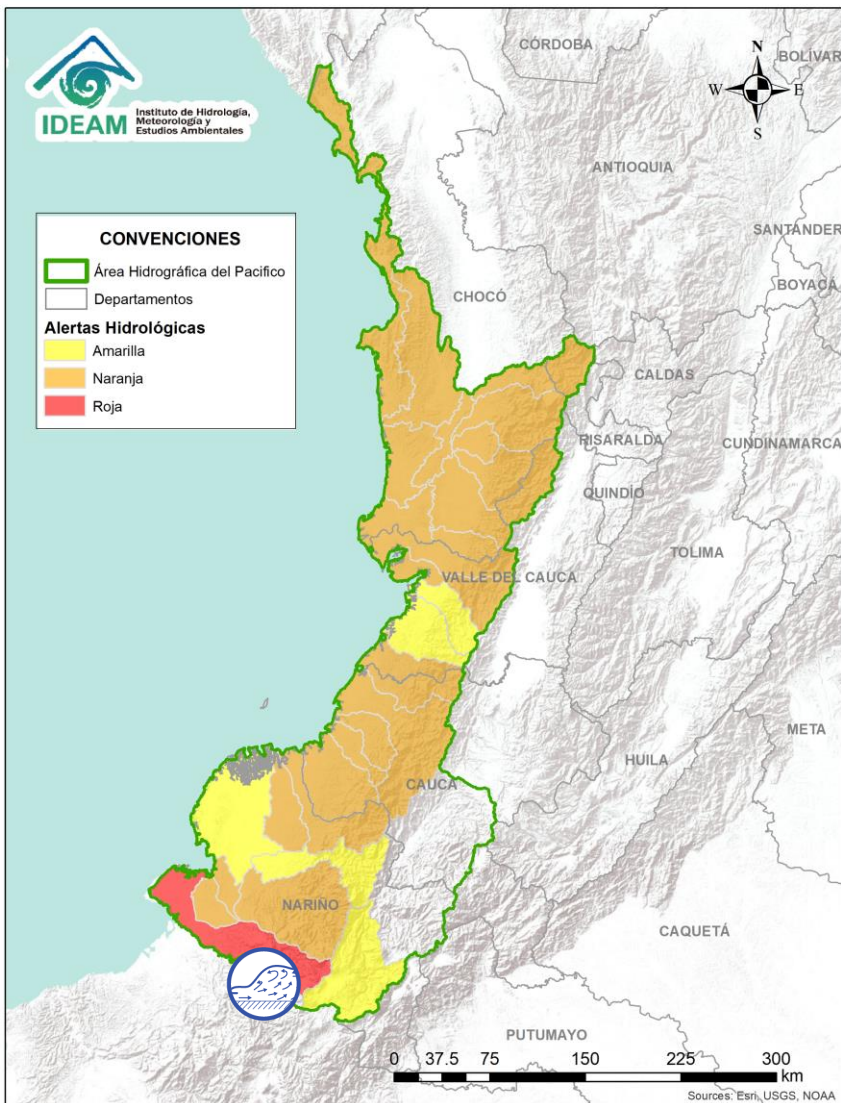 IDEAM
Instituto de Hidrología,
Meteorología y
Estudios Ambientales
N
W
E
S
CÓRDOBA
BOLÍVAR
ANTIOQUIA
SANTANDER
BOYACÁ
CONVENCIONES
Área Hidrográfica del Pacifico
Departamentos
Alertas Hidrológicas
Amarilla
Naranja
Roja
CHOCÓ
CALDAS
RISARALDA
CUNDINAMARCA
QUINDÍO
TOLIMA
VALLE DEL CAUCA
META
HUILA
CAUCA
NARIÑO
CAQUETÁ
PUTUMAYO
0 37.5 75 150 225 300
km
Sources: Esri, USGS, NOAA